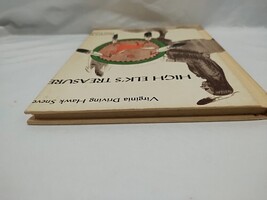 HIGH ELK'S TREASURE
Virginia Driving Hawk Sneve